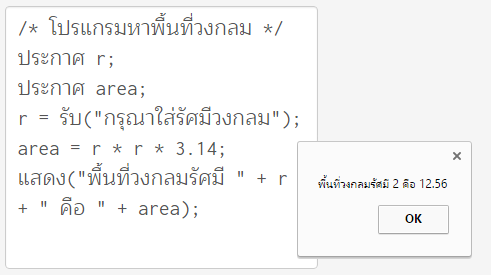 /* โปรแกรมหาพื้นที่วงกลม */
ประกาศ r;
ประกาศ area;
r = รับ("กรุณาใส่รัศมีวงกลม");
area = r * r * 3.14;
แสดง("พื้นที่วงกลมรัศมี " + r
+ " คือ " + area);
พื้นที่วงกลมรัศมี 2 คือ 12.56
OK